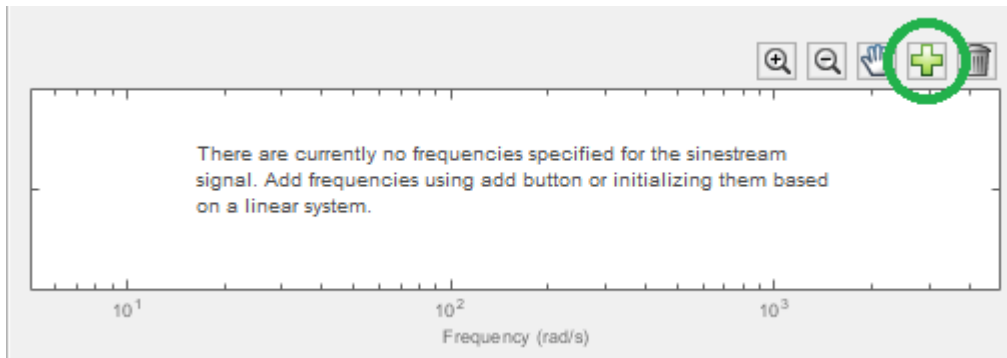 There are currently no frequencies specified for the sinestream
signal. Add frequencies using add button or initializing them based
on a linear system.
10¹ 10² 10³
Frequency (rad/s)